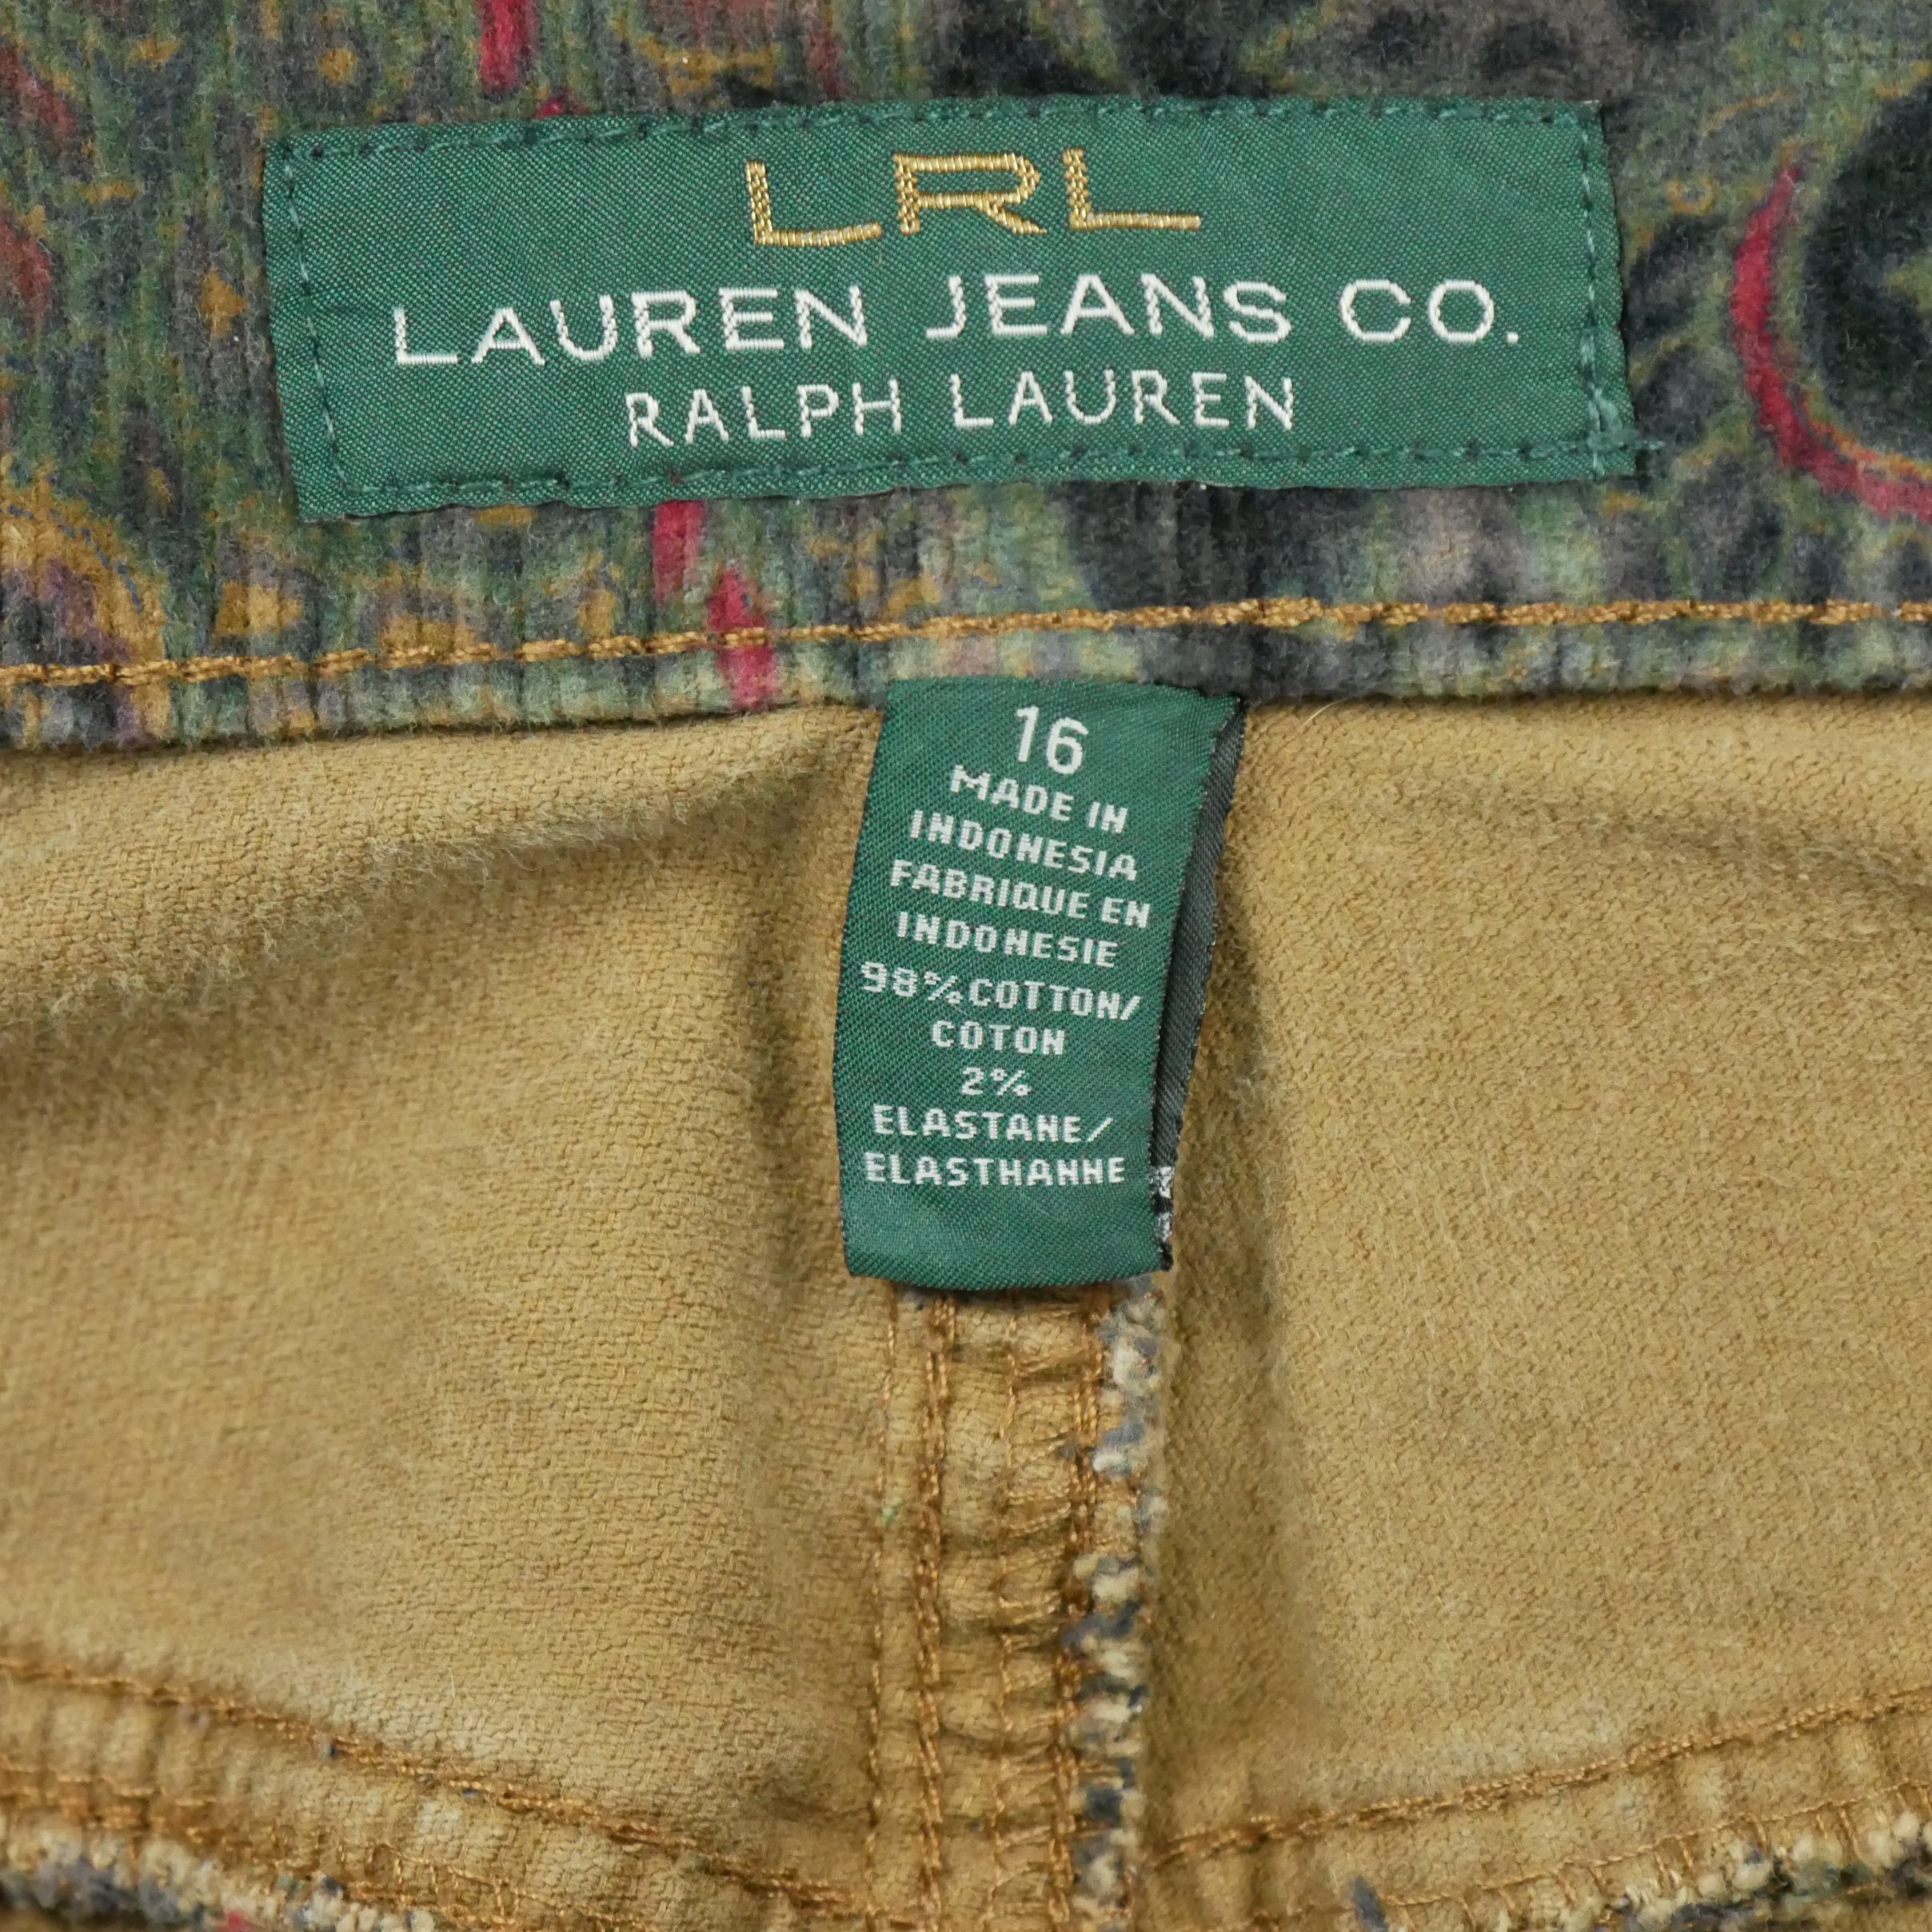 LRL
LAUREN JEANS CO.
RALPH LAUREN
16
MADE IN
INDONESIA
FABRIQUE EN
INDONESIE
98% COTTON/
COTON
2%
ELASTANE/
ELASTHANNE